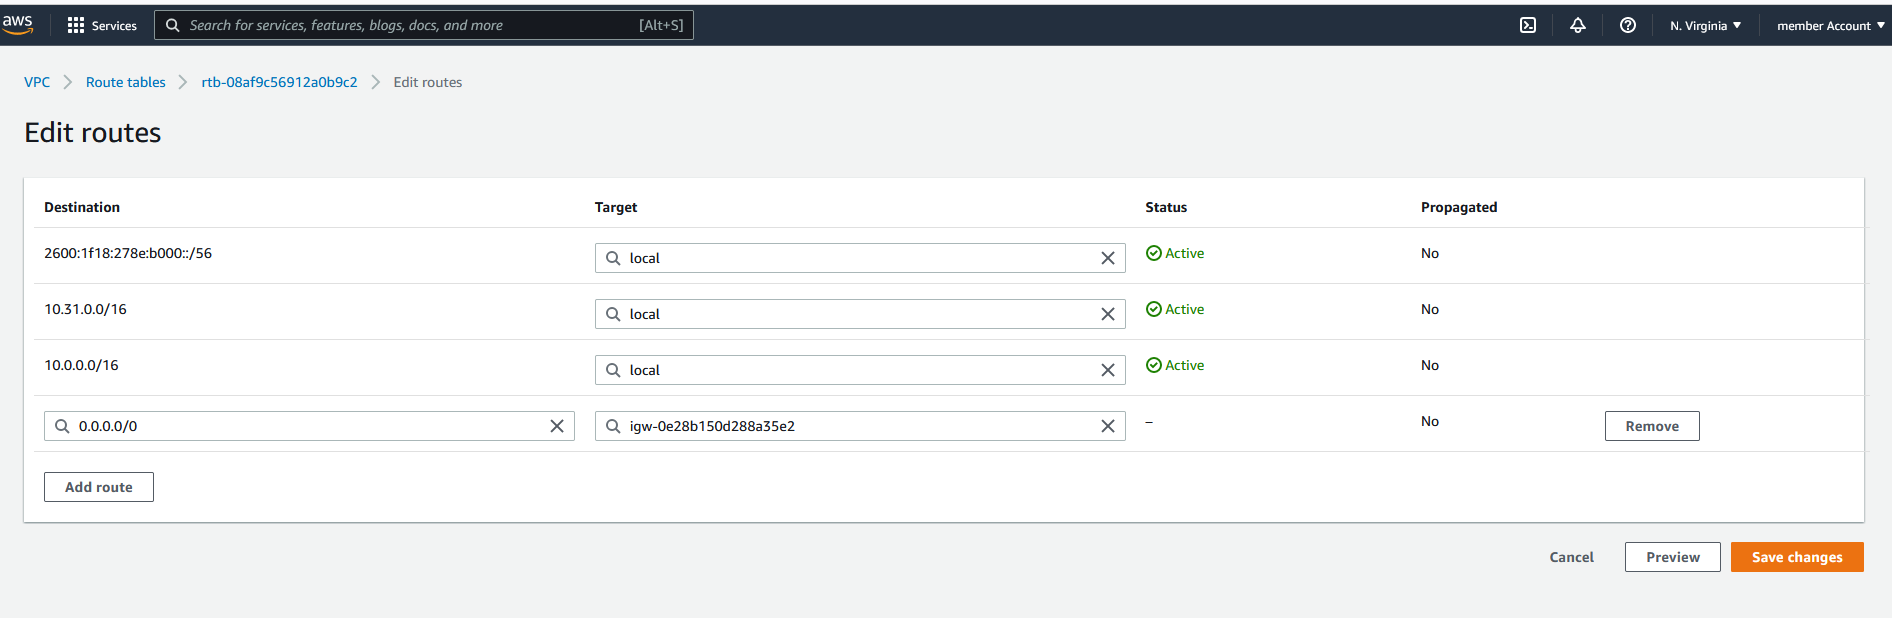 aws Services Search for services, features, blogs, docs, and more [Alt+S] N. Virginia member Account
VPC Route tables rtb-08af9c56912a0b9c2 Edit routes
Edit routes
Destination Target Status Propagated
2600:1f18:278e:b000::/56 local Active No
10.31.0.0/16 local Active No
10.0.0.0/16 local Active No
0.0.0.0/0 igw-0e28b150d288a35e2 – No Remove
Add route
Cancel Preview Save changes